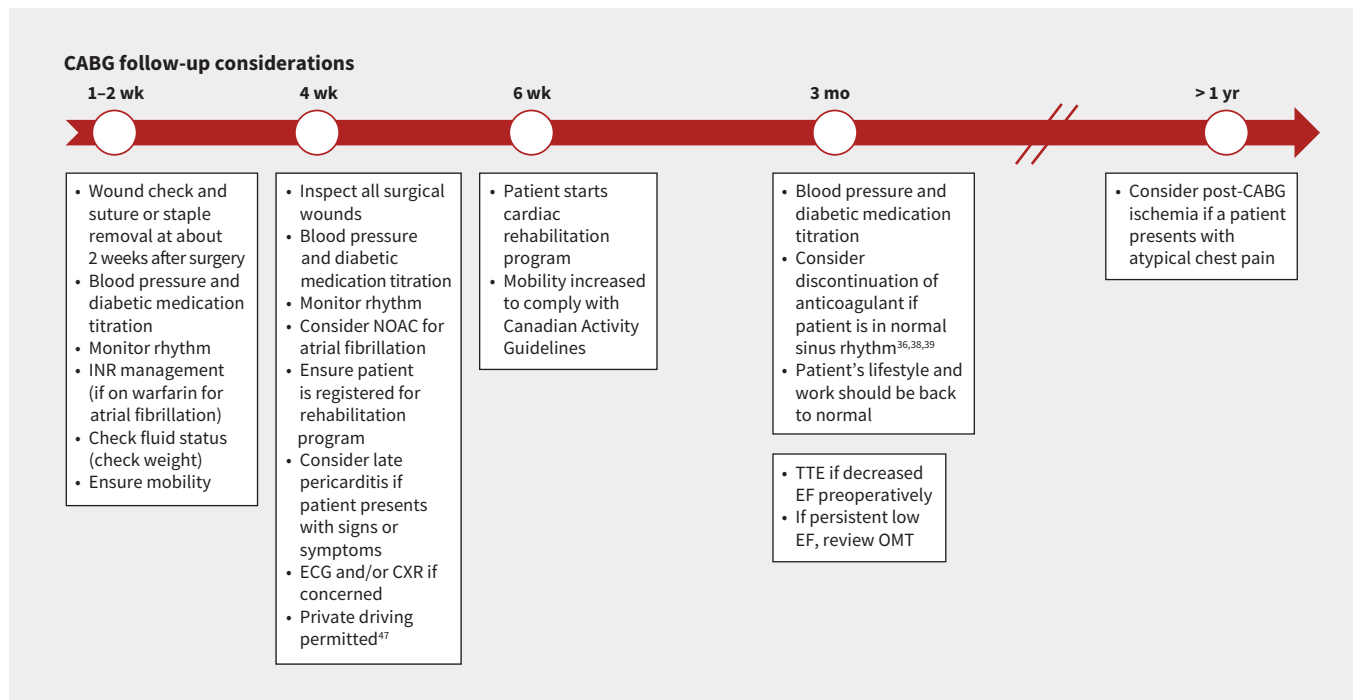 CABG follow-up considerations
1–2 wk
4 wk
6 wk
3 mo
> 1 yr
• Wound check and
suture or staple
removal at about
2 weeks after surgery
• Blood pressure and
diabetic medication
titration
• Monitor rhythm
• INR management
(if on warfarin for
atrial fibrillation)
• Check fluid status
(check weight)
• Ensure mobility
• Inspect all surgical
wounds
• Blood pressure
and diabetic
medication titration
• Monitor rhythm
• Consider NOAC for
atrial fibrillation
• Ensure patient
is registered for
rehabilitation
program
• Consider late
pericarditis if
patient presents
with signs or
symptoms
• ECG and/or CXR if
concerned
• Private driving
permitted47
• Patient starts
cardiac
rehabilitation
program
• Mobility increased
to comply with
Canadian Activity
Guidelines
• Blood pressure and
diabetic medication
titration
• Consider
discontinuation of
anticoagulant if
patient is in normal
sinus rhythm36,38,39
• Patient’s lifestyle and
work should be back
to normal
• TTE if decreased
EF preoperatively
• If persistent low
EF, review OMT
• Consider post-CABG
ischemia if a patient
presents with
atypical chest pain